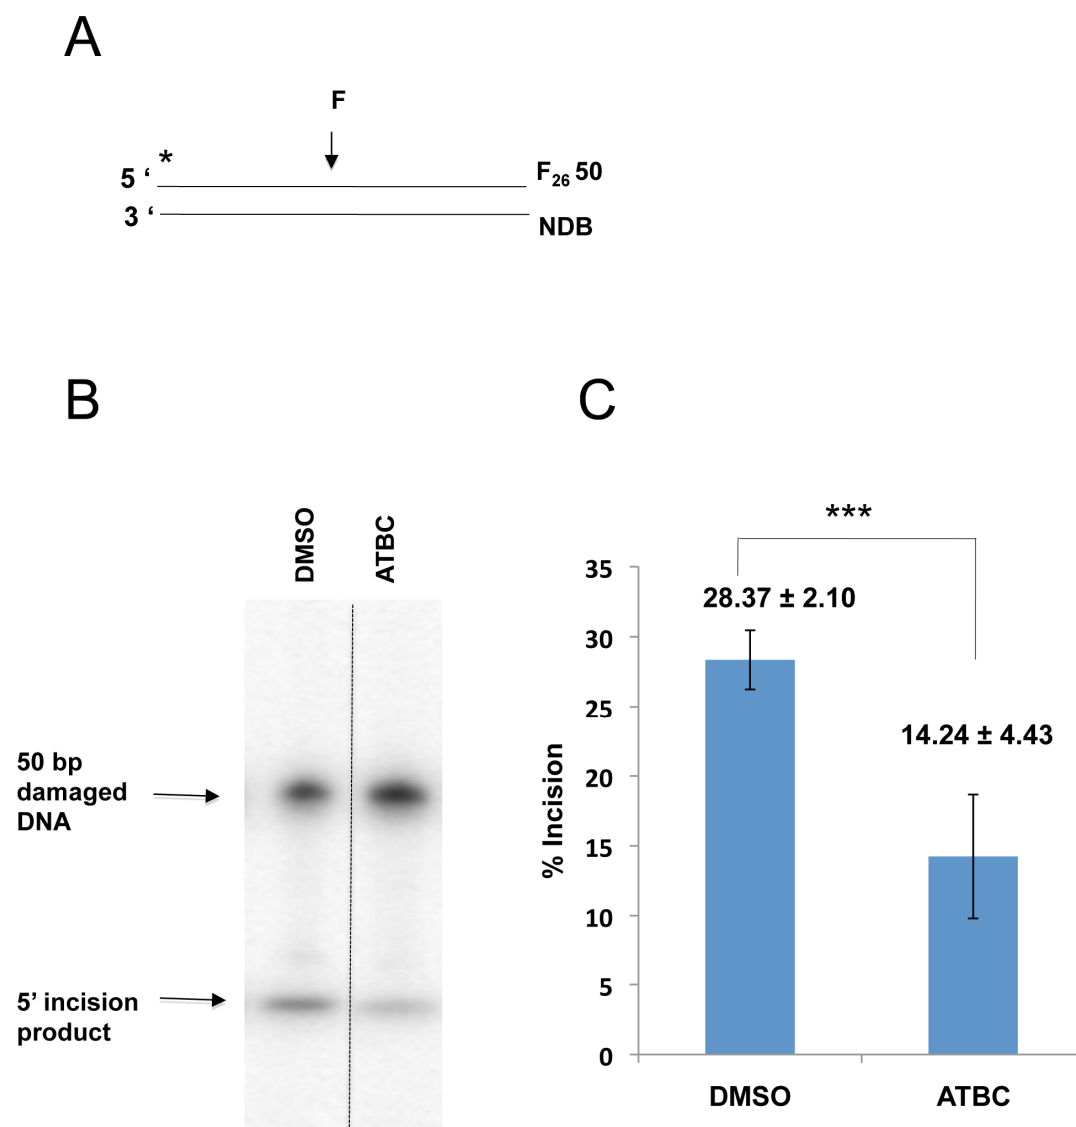 A
F
*
5 ‘
F26 50
3 ‘
NDB
B
C
DMSO
ATBC
50 bp
damaged
DNA
5’ incision
product
***
28.37 ± 2.10
14.24 ± 4.43
% Incision
35
30
25
20
15
10
5
0
DMSO
ATBC